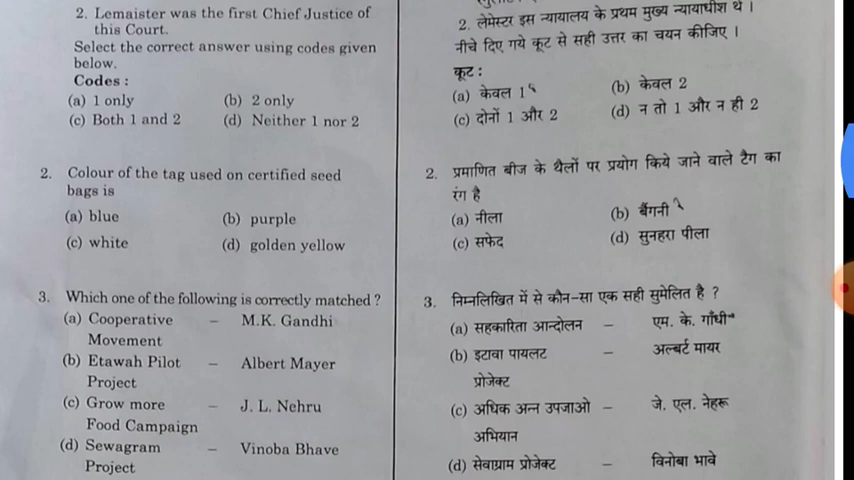 2. Lemaister was the first Chief Justice of
this Court.
Select the correct answer using codes given
below.
Codes :
(a) 1 only (b) 2 only
(c) Both 1 and 2 (d) Neither 1 nor 2
2. Colour of the tag used on certified seed
bags is
(a) blue (b) purple
(c) white (d) golden yellow
3. Which one of the following is correctly matched ?
(a) Cooperative – M.K. Gandhi
Movement
(b) Etawah Pilot – Albert Mayer
Project
(c) Grow more – J. L. Nehru
Food Campaign
(d) Sewagram – Vinoba Bhave
Project
2. लेमेस्टर इस न्यायालय के प्रथम मुख्य न्यायाधीश थे ।
नीचे दिए गये कूट से सही उत्तर का चयन कीजिए ।
कूट :
(a) केवल 1 (b) केवल 2
(c) दोनों 1 और 2 (d) न तो 1 और न ही 2
2. प्रमाणित बीज के थैलों पर प्रयोग किये जाने वाले टैग का
रंग है
(a) नीला (b) बैंगनी
(c) सफेद (d) सुनहरा पीला
3. निम्नलिखित में से कौन-सा एक सही सुमेलित है ?
(a) सहकारिता आन्दोलन – एम. के. गाँधी
(b) इटावा पायलट – अल्बर्ट मायर
प्रोजेक्ट
(c) अधिक अन्न उपजाओ – जे. एल. नेहरू
अभियान
(d) सेवाग्राम प्रोजेक्ट – विनोबा भावे